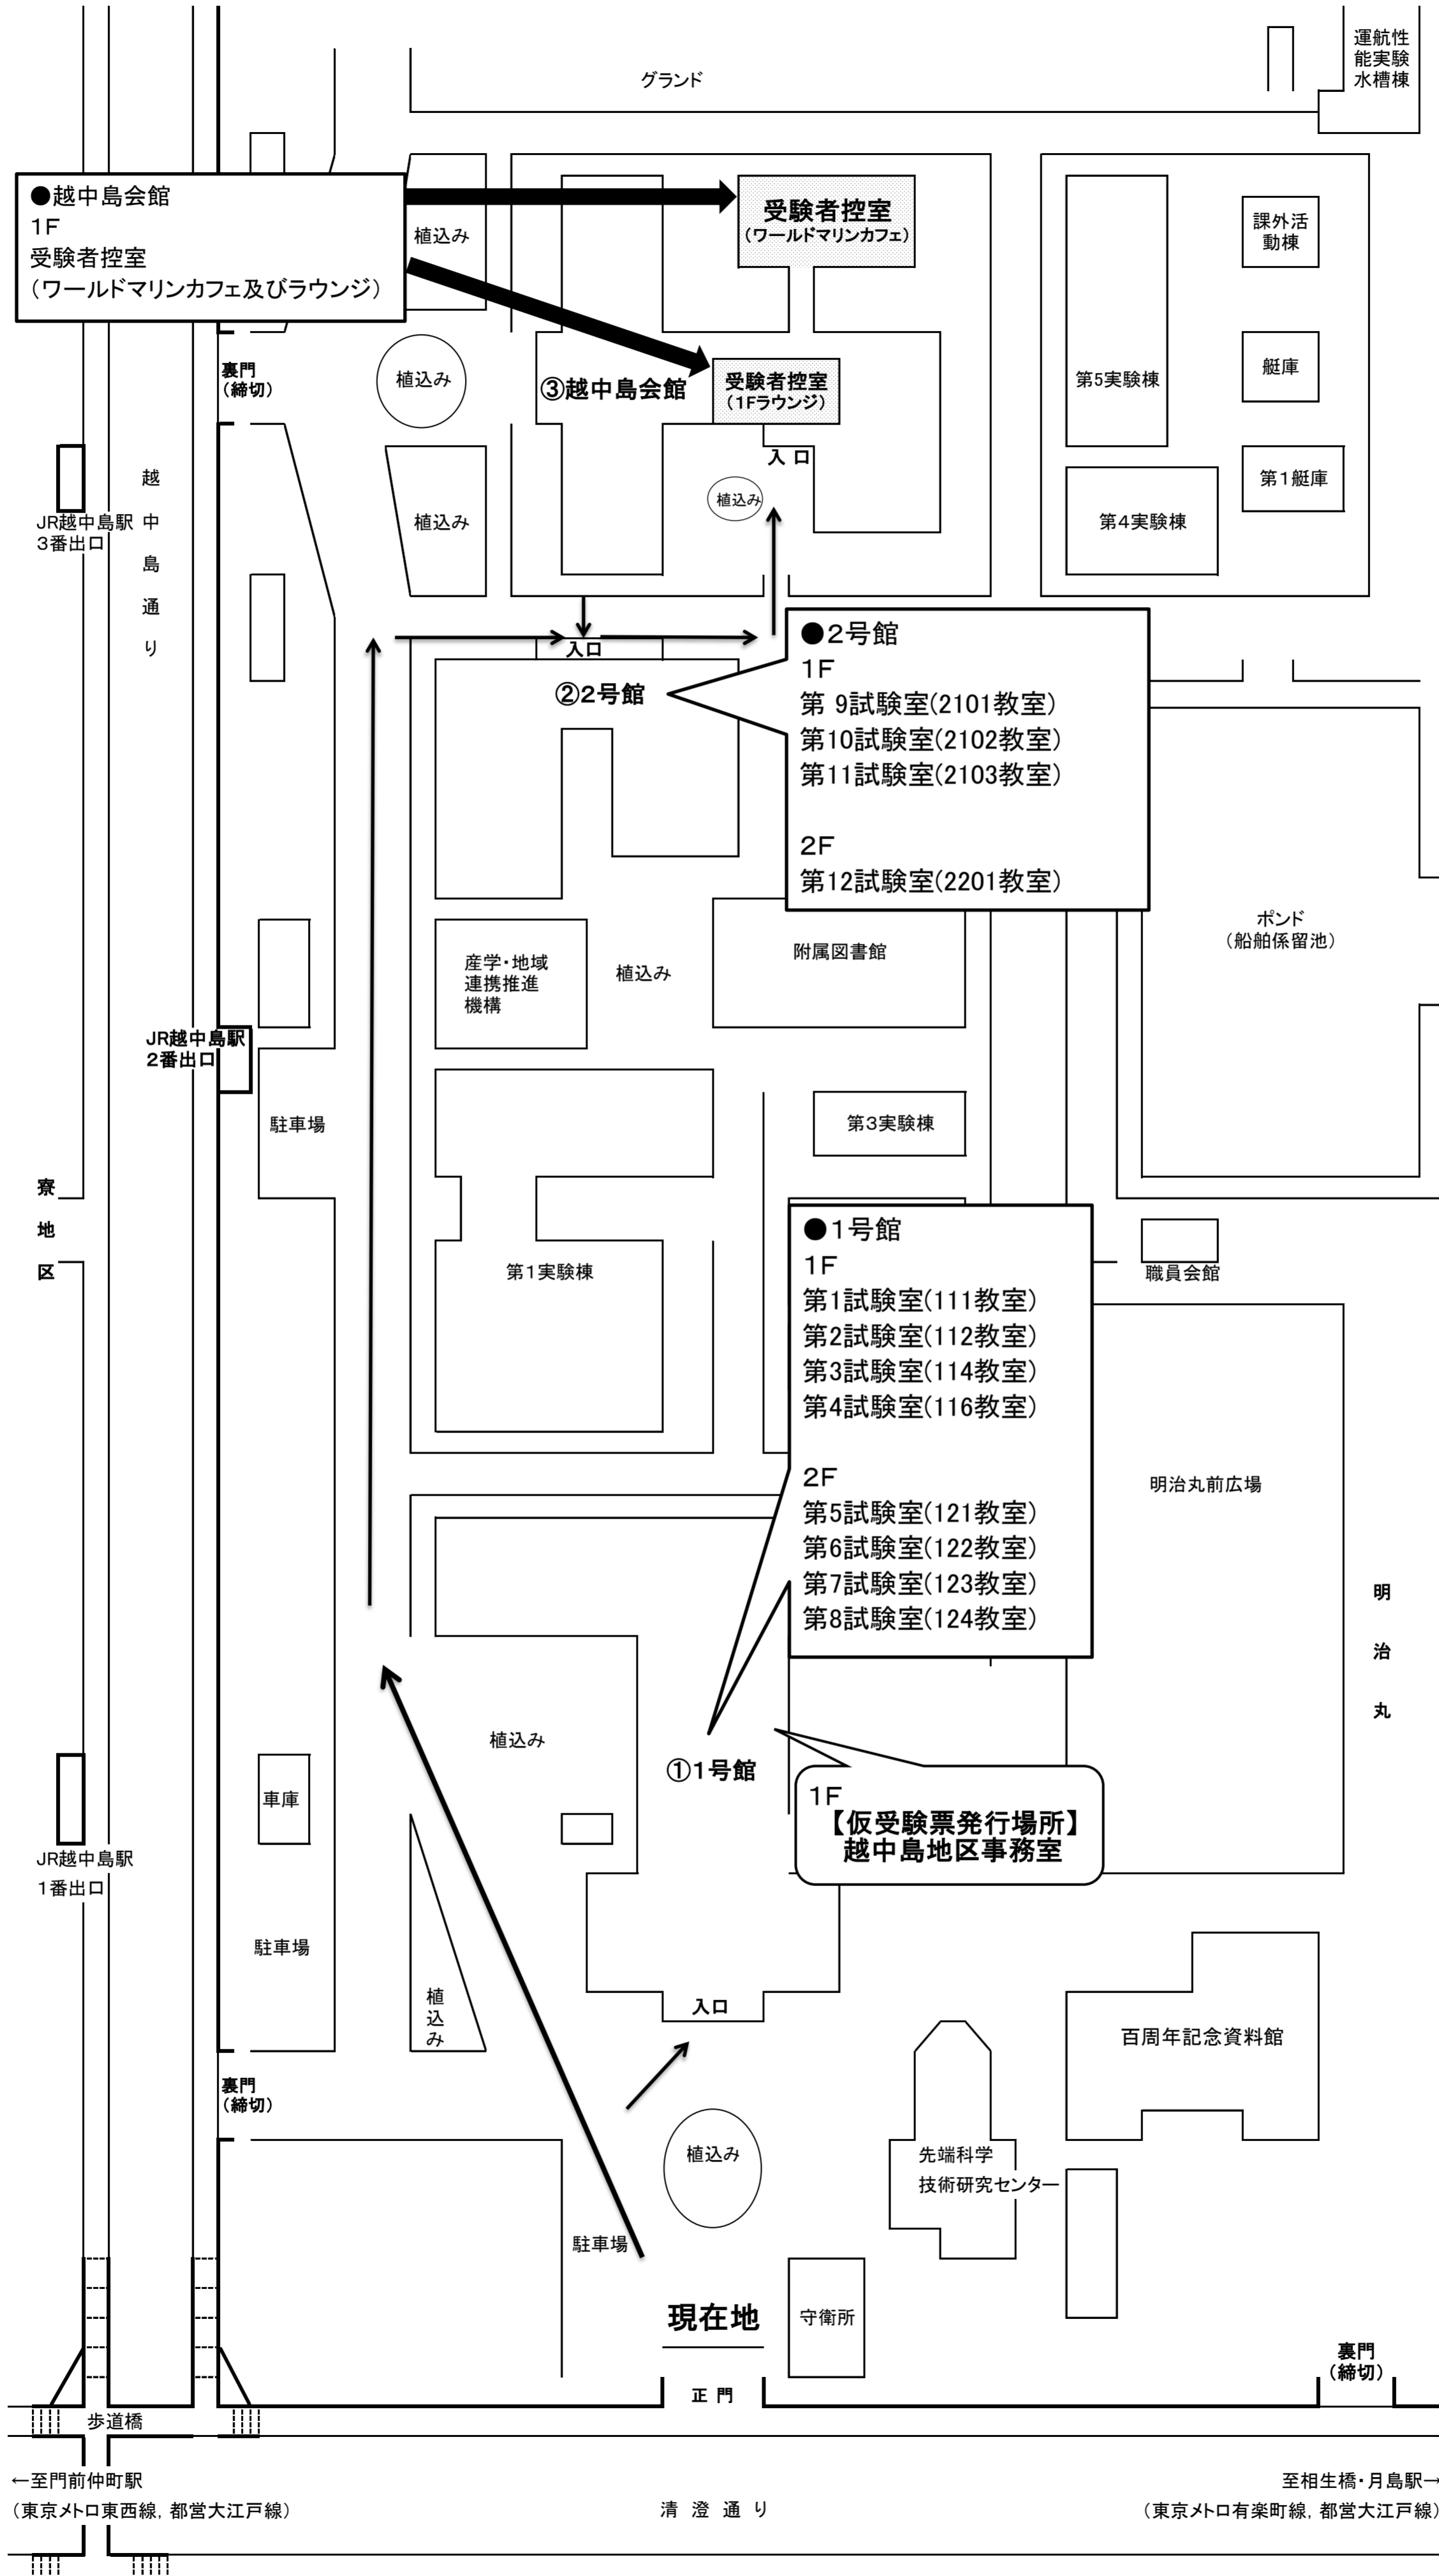 運航性
能実験
水槽棟
グランド
●越中島会館
1F
受験者控室
（ワールドマリンカフェ及びラウンジ）
植込み
受験者控室
（ワールドマリンカフェ）
課外活
動棟
裏門
（締切）
植込み
③越中島会館
受験者控室
（1Fラウンジ）
第5実験棟
艇庫
入 口
第1艇庫
越
中
島
通
り
JR越中島駅
3番出口
植込み
植込み
第4実験棟
入口
②2号館
●2号館
1F
第 9試験室(2101教室)
第10試験室(2102教室)
第11試験室(2103教室)
2F
第12試験室(2201教室)
産学・地域
連携推進
機構
植込み
附属図書館
ポンド
（船舶係留池）
JR越中島駅
2番出口
駐車場
第3実験棟
寮
地
区
第1実験棟
●1号館
1F
第1試験室(111教室)
第2試験室(112教室)
第3試験室(114教室)
第4試験室(116教室)
2F
第5試験室(121教室)
第6試験室(122教室)
第7試験室(123教室)
第8試験室(124教室)
職員会館
明治丸前広場
明
治
丸
植込み
①1号館
1F
【仮受験票発行場所】
越中島地区事務室
車庫
JR越中島駅
1番出口
駐車場
植
込
み
入口
百周年記念資料館
裏門
（締切）
植込み
先端科学
技術研究センター
駐車場
現在地
守衛所
正 門
裏門
（締切）
歩道橋
←至門前仲町駅
（東京メトロ東西線, 都営大江戸線）
清 澄 通 り
至相生橋・月島駅→
（東京メトロ有楽町線, 都営大江戸線）